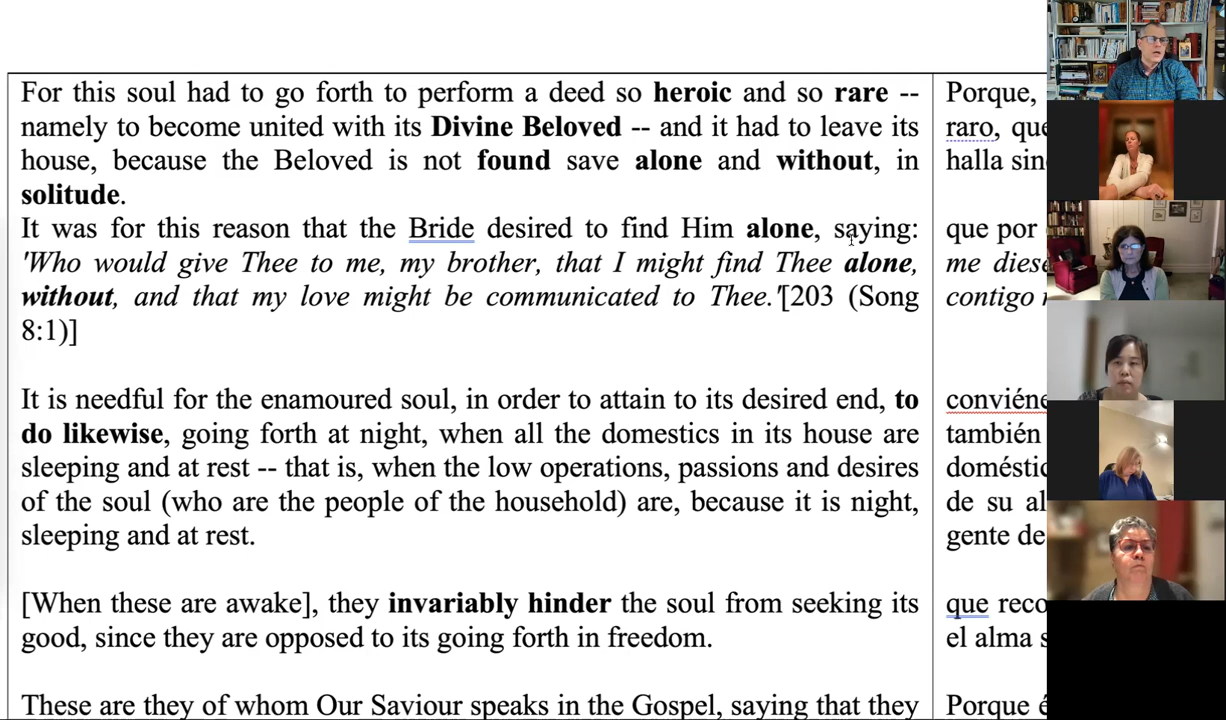 For this soul had to go forth to perform a deed so heroic and so rare --
namely to become united with its Divine Beloved -- and it had to leave its
house, because the Beloved is not found save alone and without, in
solitude.
It was for this reason that the Bride desired to find Him alone, saying:
'Who would give Thee to me, my brother, that I might find Thee alone,
without, and that my love might be communicated to Thee.'[203 (Song
8:1)]
It is needful for the enamoured soul, in order to attain to its desired end, to
do likewise, going forth at night, when all the domestics in its house are
sleeping and at rest -- that is, when the low operations, passions and desires
of the soul (who are the people of the household) are, because it is night,
sleeping and at rest.
[When these are awake], they invariably hinder the soul from seeking its
good, since they are opposed to its going forth in freedom.
These are they of whom Our Saviour speaks in the Gospel, saying that they
Porque,
raro, que
halla sin
que por
me diese
contigo
conviéne
también
doméstic
de su al
gente de
que reco
el alma s
Porque é